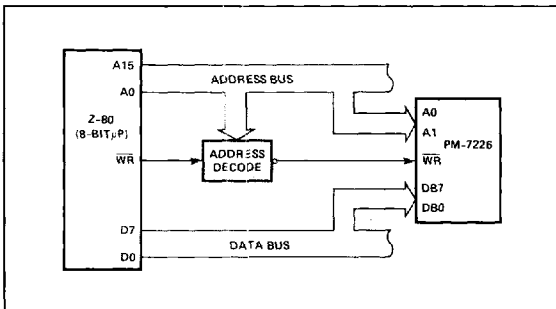 A15
ADDRESS BUS
A0
Z-80
(8-BIT μP)
WR
ADDRESS
DECODE
D7
DATA BUS
D0
A0
A1
PM-7226
WR
DB7
DB0